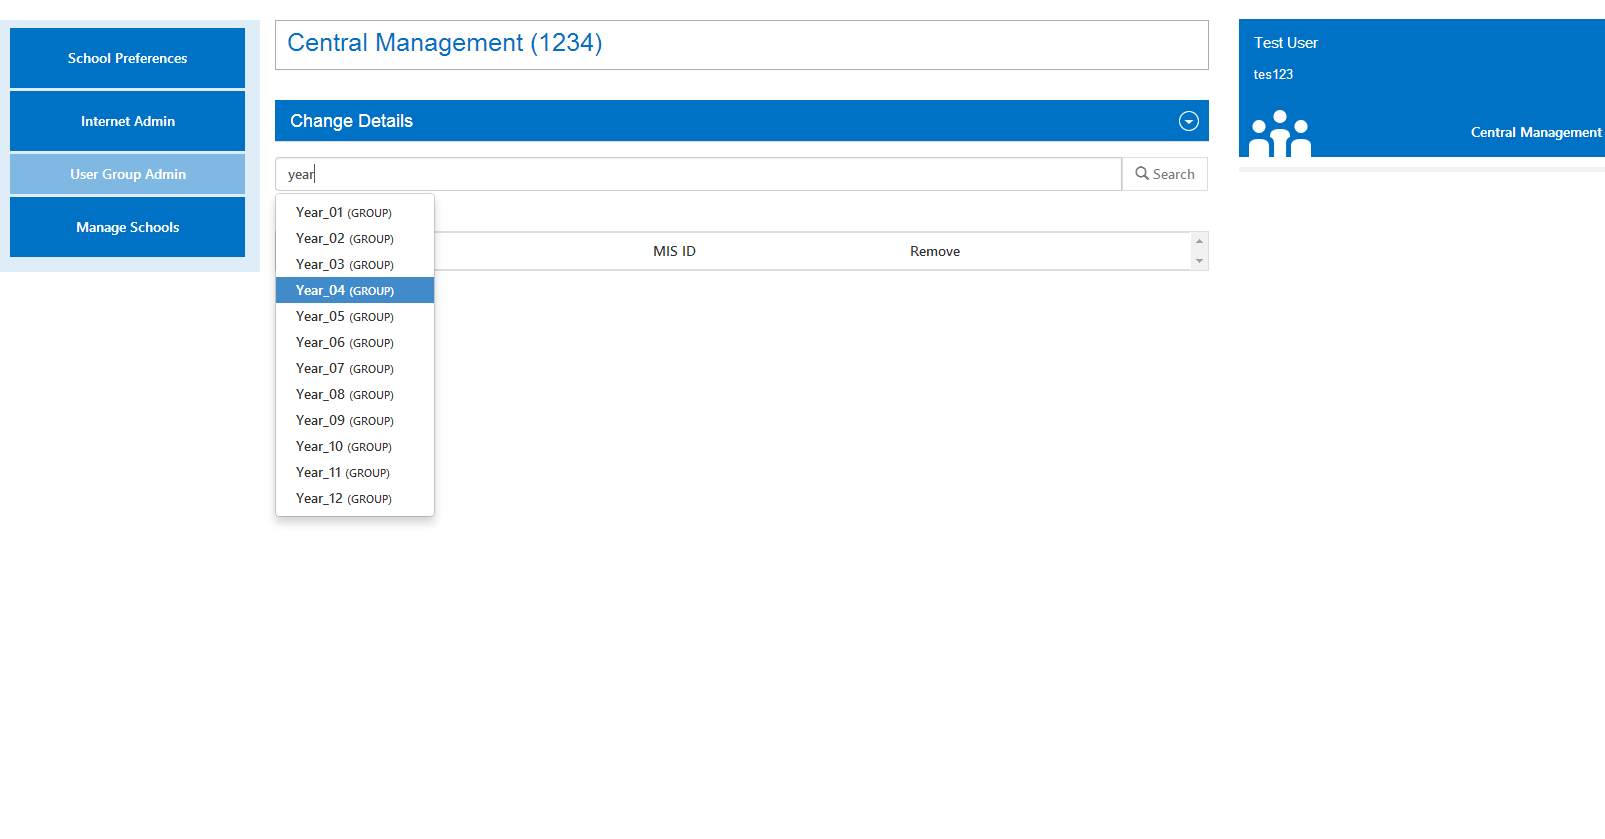 School Preferences
Internet Admin
User Group Admin
Manage Schools
Central Management (1234)
Change Details
year
Search
Year_01 (GROUP)
Year_02 (GROUP)
Year_03 (GROUP)
Year_04 (GROUP)
Year_05 (GROUP)
Year_06 (GROUP)
Year_07 (GROUP)
Year_08 (GROUP)
Year_09 (GROUP)
Year_10 (GROUP)
Year_11 (GROUP)
Year_12 (GROUP)
MIS ID
Remove
Test User
tes123
Central Management